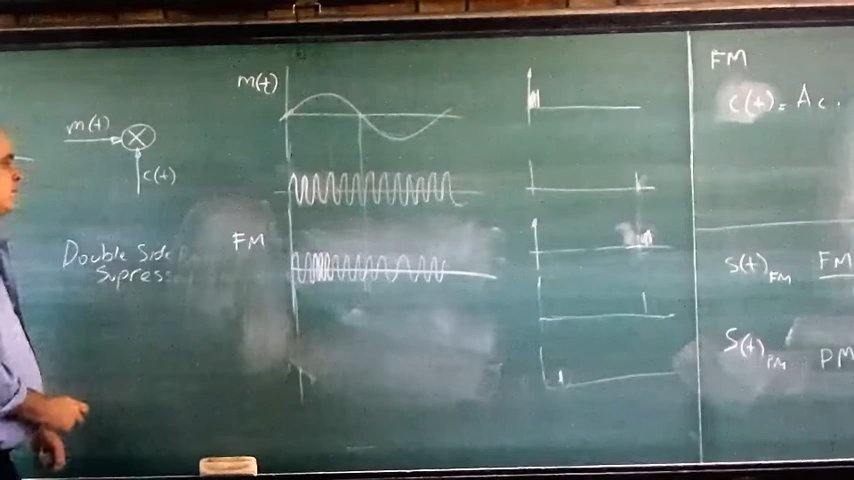 m(t)
c(t)
Double Side
Supress
m(t)
FM
FM
c(t) = Ac.
S(t)FM FM
S(t)PM PM